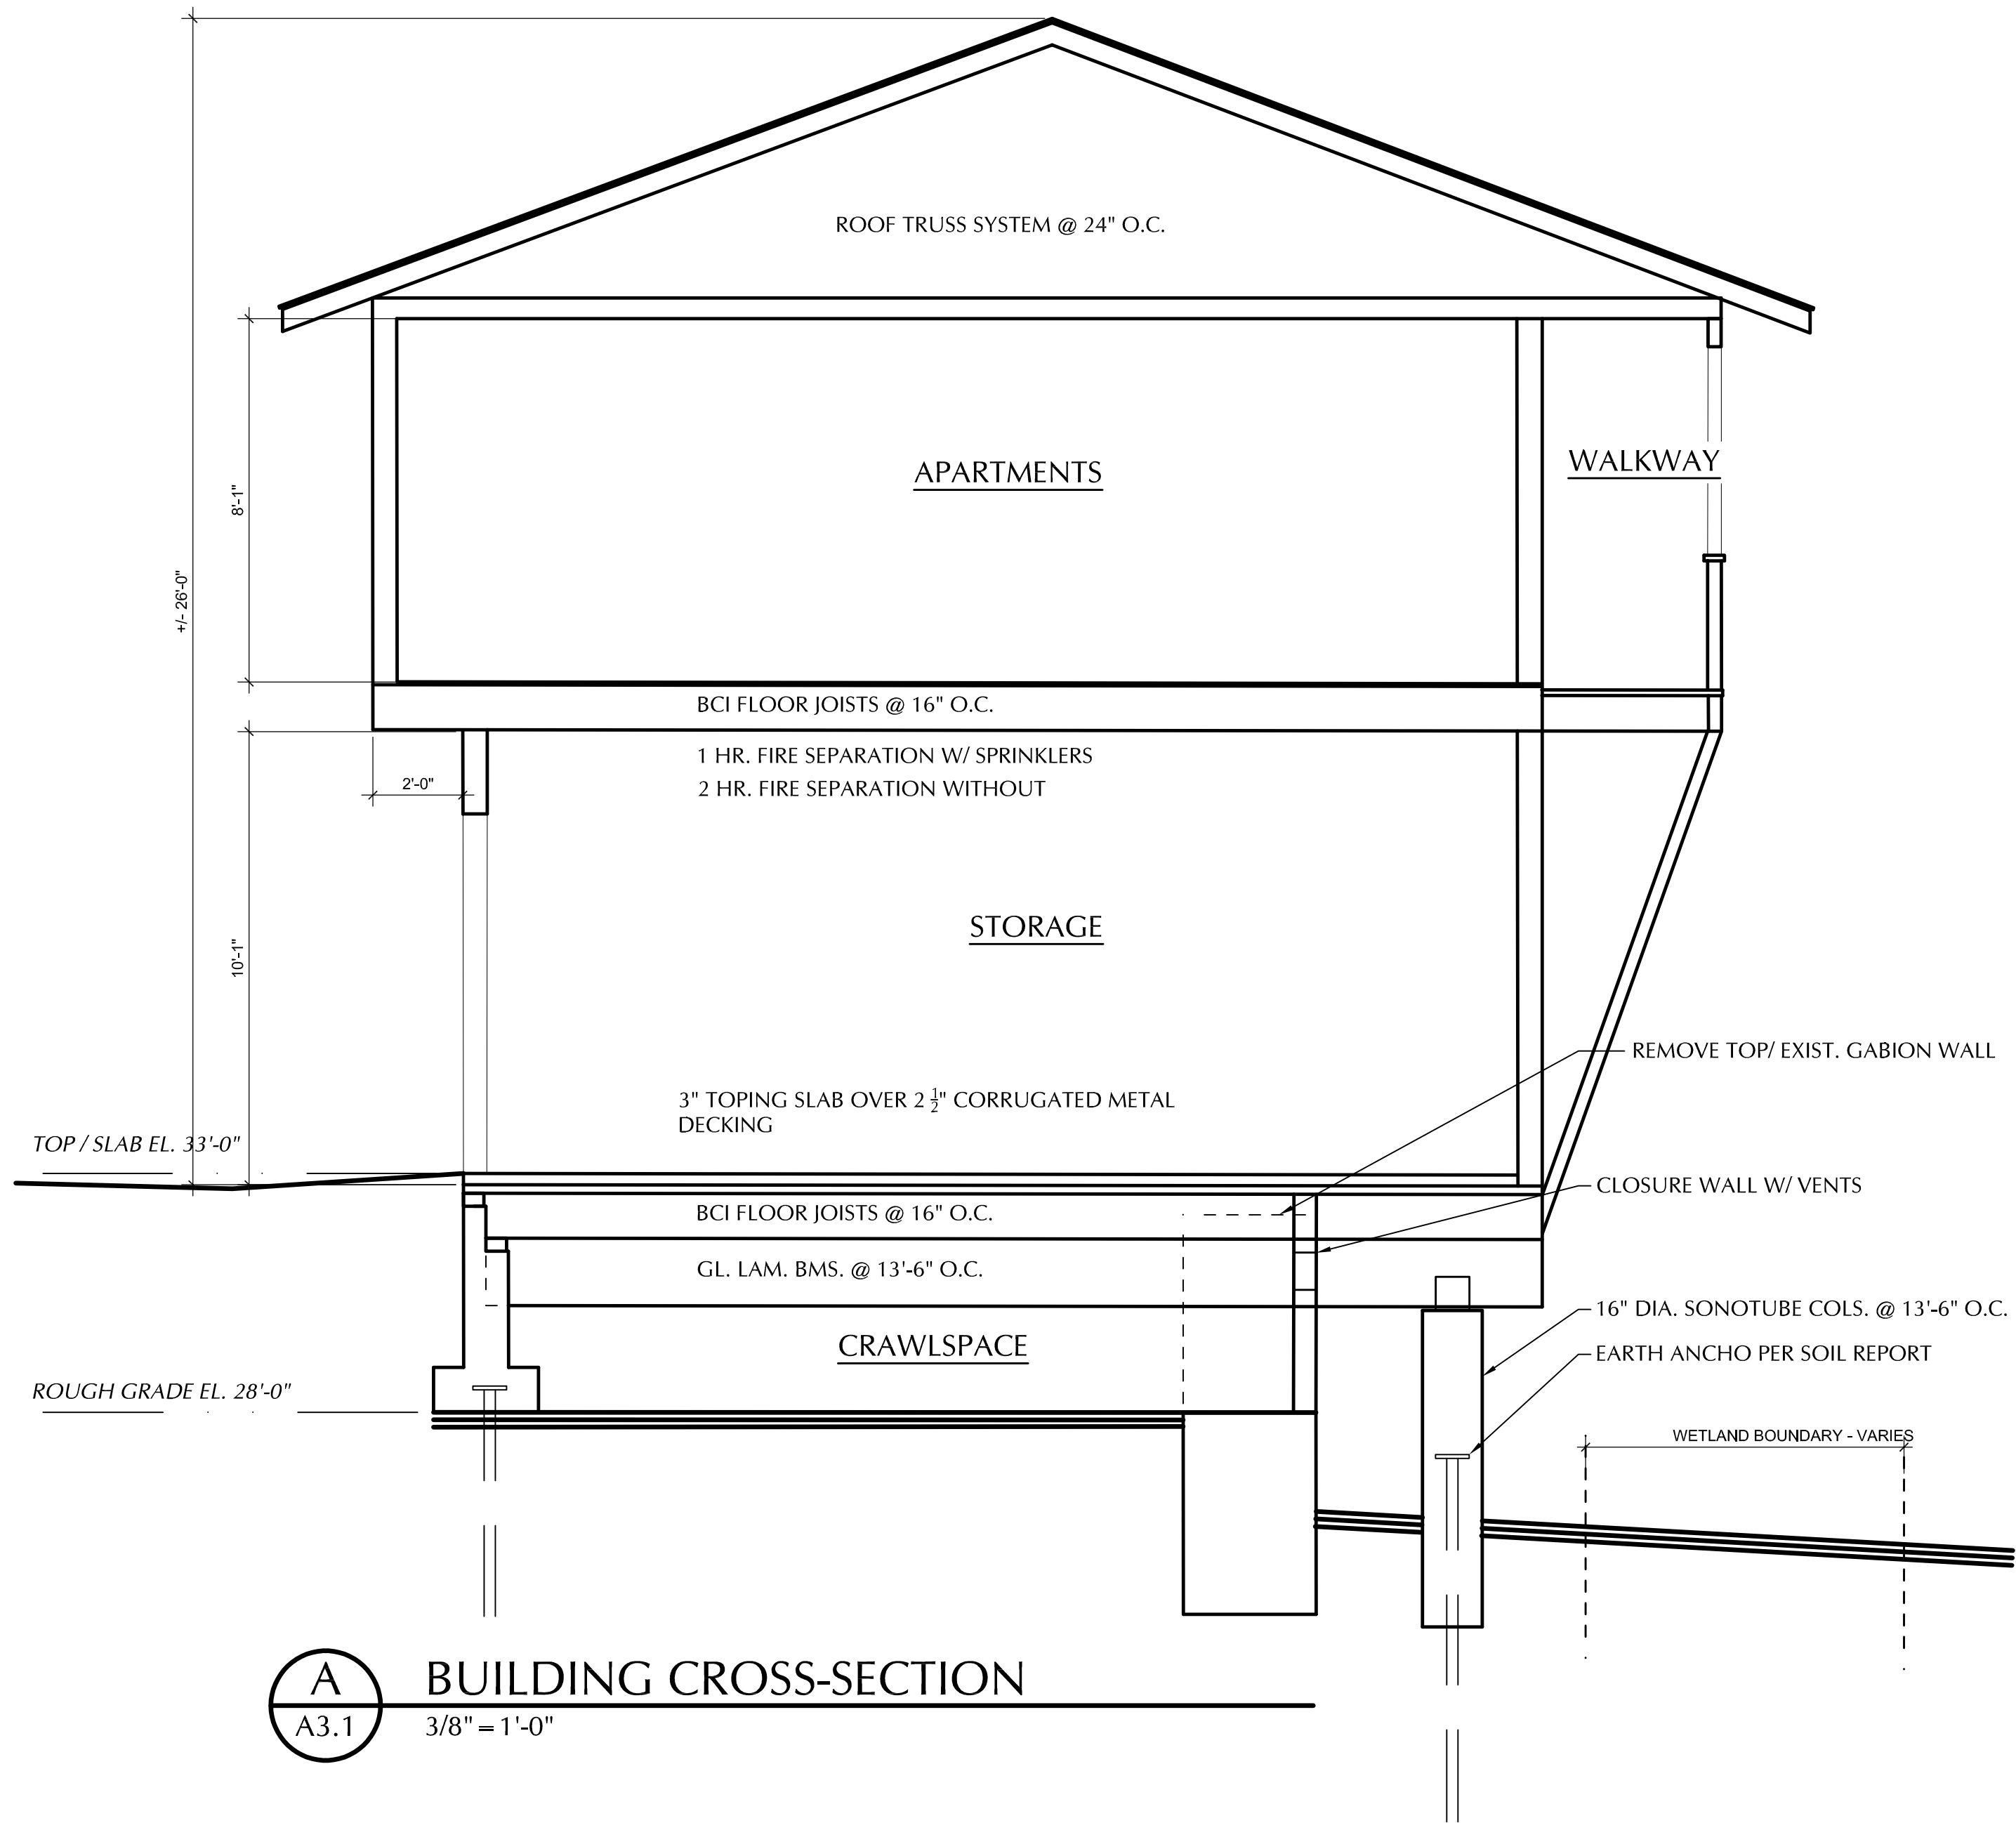 ROOF TRUSS SYSTEM @ 24" O.C.
APARTMENTS
WALKWAY
8'-1"
+/- 26'-0"
BCI FLOOR JOISTS @ 16" O.C.
1 HR. FIRE SEPARATION W/ SPRINKLERS
2 HR. FIRE SEPARATION WITHOUT
2'-0"
STORAGE
10'-1"
REMOVE TOP/ EXIST. GABION WALL
3" TOPING SLAB OVER 2 1/2" CORRUGATED METAL
DECKING
TOP / SLAB EL. 33'-0"
CLOSURE WALL W/ VENTS
BCI FLOOR JOISTS @ 16" O.C.
GL. LAM. BMS. @ 13'-6" O.C.
16" DIA. SONOTUBE COLS. @ 13'-6" O.C.
CRAWLSPACE
EARTH ANCHO PER SOIL REPORT
ROUGH GRADE EL. 28'-0"
WETLAND BOUNDARY - VARIES
A
BUILDING CROSS-SECTION
A3.1
3/8" = 1'-0"